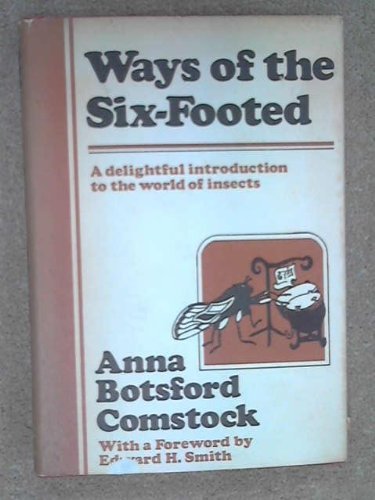 Ways of the
Six-Footed
A delightful introduction
to the world of insects
Anna
Botsford
Comstock
With a Foreword by
Edward H. Smith